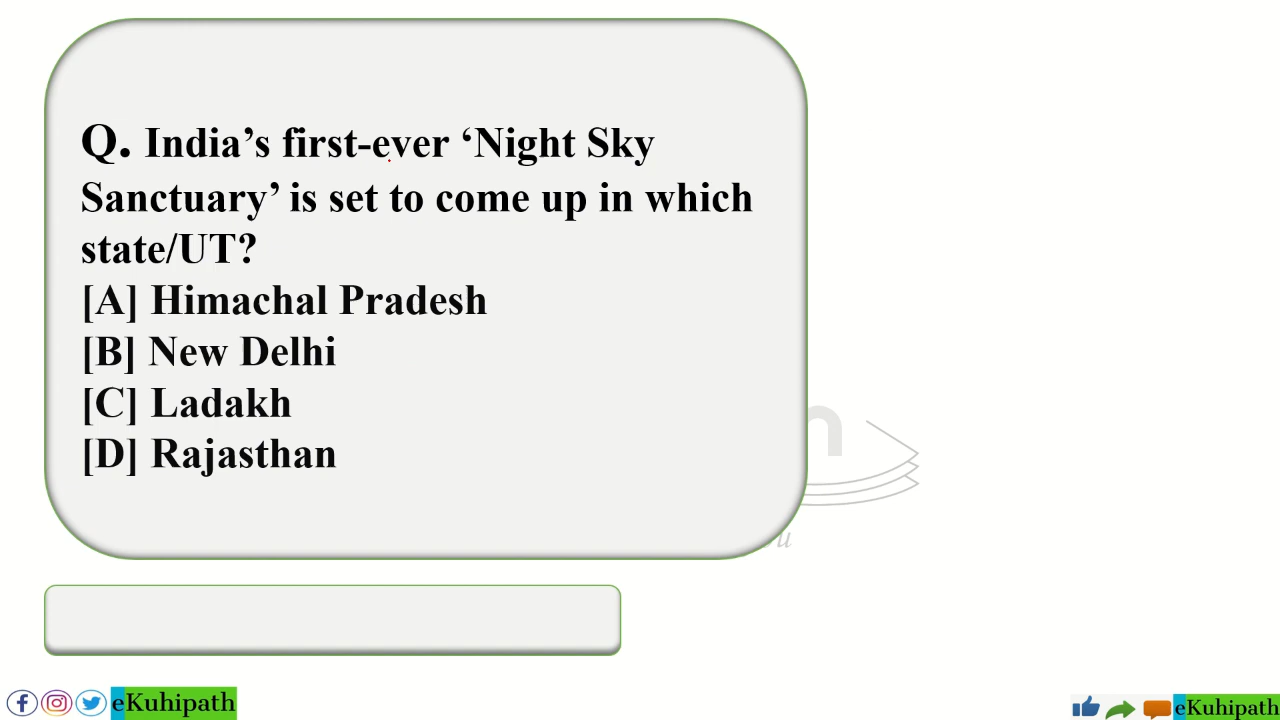 Q. India’s first-ever ‘Night Sky
Sanctuary’ is set to come up in which
state/UT?
[A] Himachal Pradesh
[B] New Delhi
[C] Ladakh
[D] Rajasthan
eKuhipath
eKuhipath